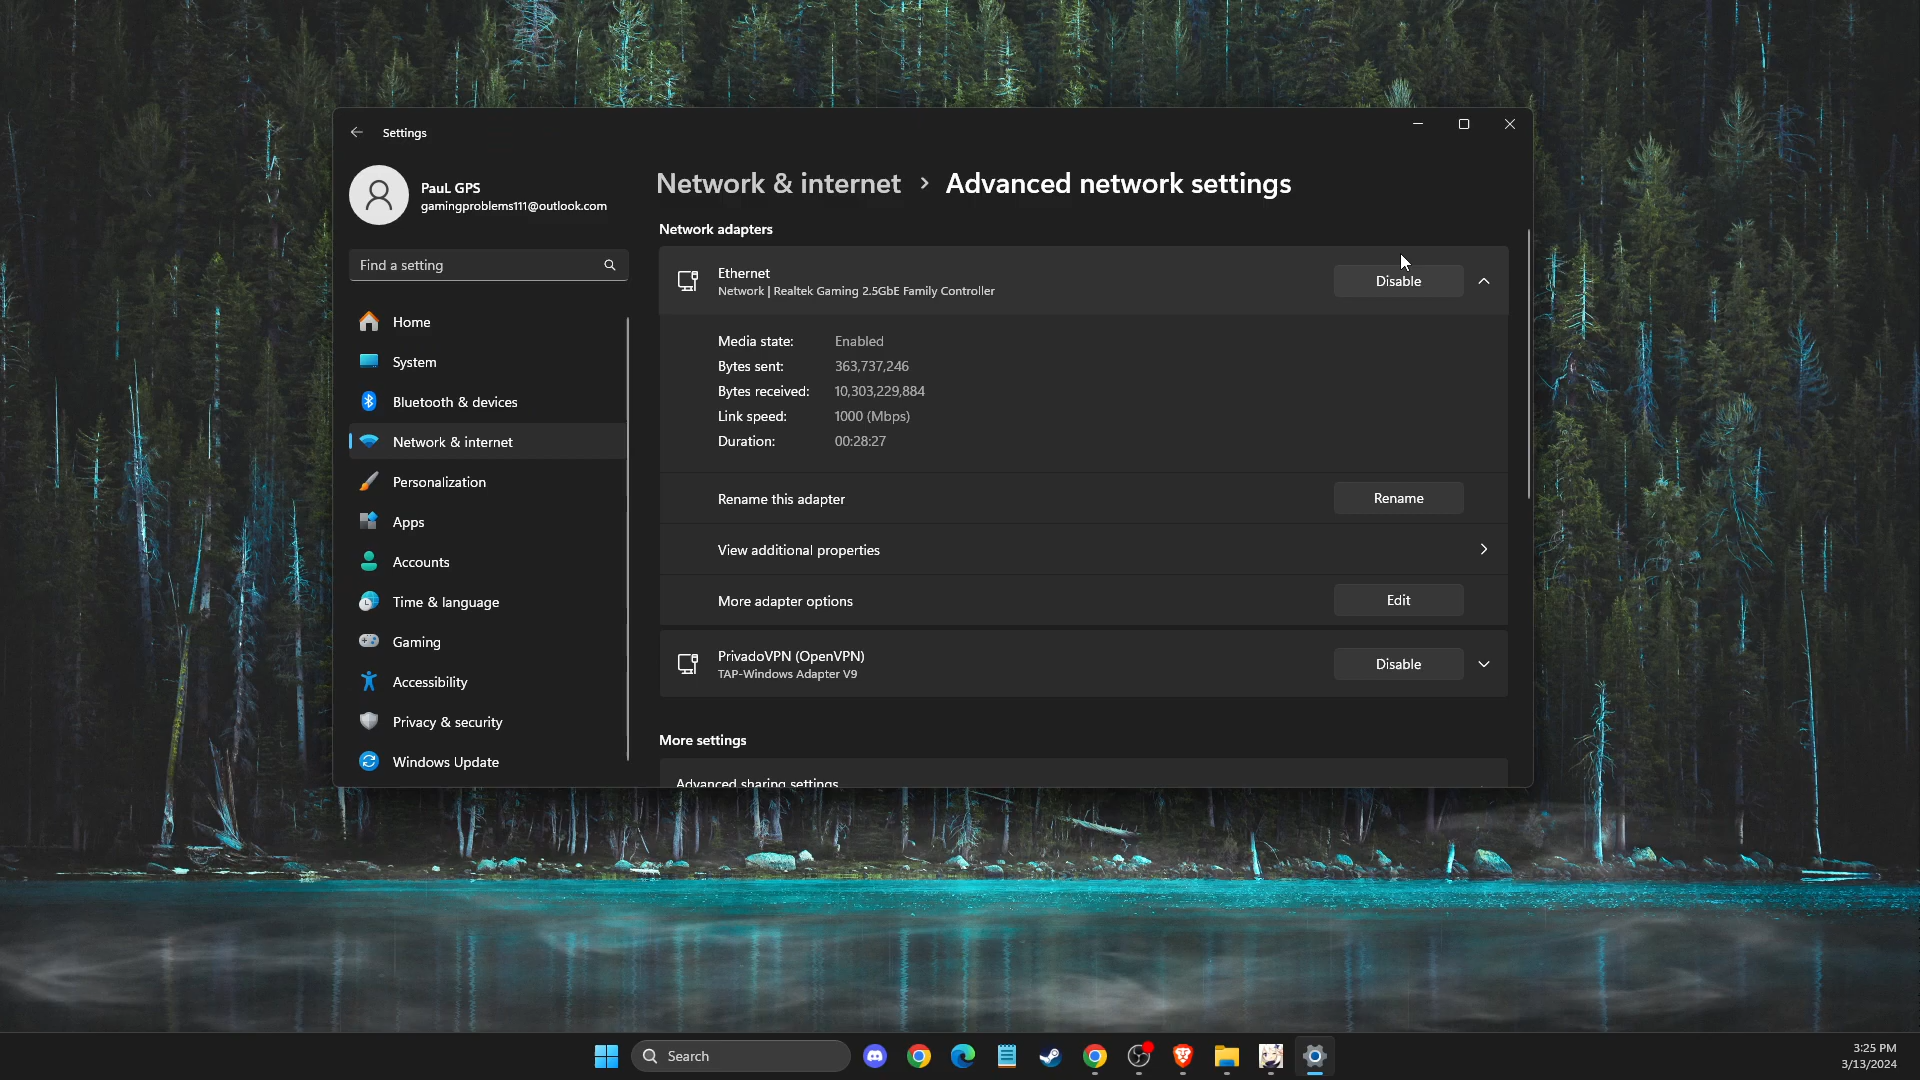 Settings
PauL GPS
gamingproblems111@outlook.com
Find a setting
Home
System
Bluetooth & devices
Network & internet
Personalization
Apps
Accounts
Time & language
Gaming
Accessibility
Privacy & security
Windows Update
Network & internet > Advanced network settings
Network adapters
Ethernet
Network | Realtek Gaming 2.5GbE Family Controller
Disable
Media state: Enabled
Bytes sent: 363,737,246
Bytes received: 10,303,229,884
Link speed: 1000 (Mbps)
Duration: 00:28:27
Rename this adapter Rename
View additional properties
More adapter options Edit
PrivadoVPN (OpenVPN)
TAP-Windows Adapter V9
Disable
More settings
Advanced sharing settings
Search
3:25 PM
3/13/2024